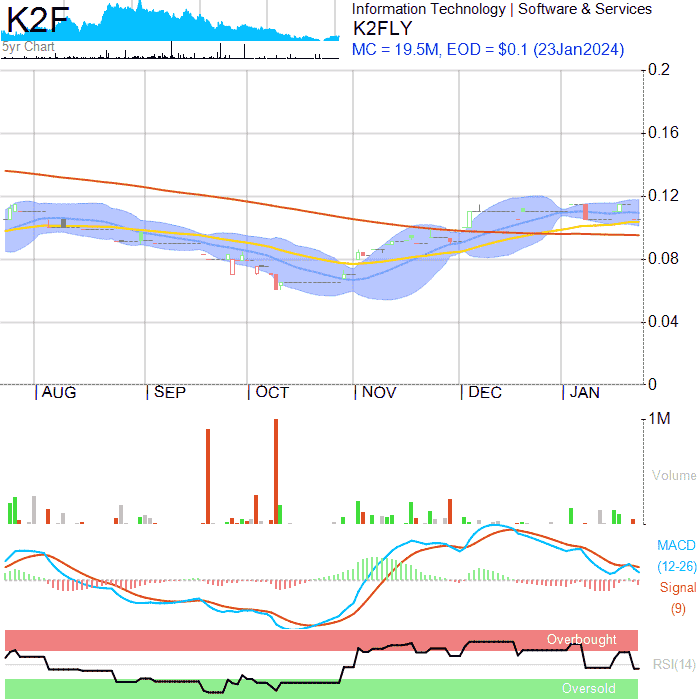 K2F
5yr Chart
Information Technology | Software & Services
K2FLY
MC = 19.5M, EOD = $0.1 (23Jan2024)
0.2
0.16
0.12
0.08
0.04
0
| AUG | SEP | OCT | NOV | DEC | JAN
1M
Volume
MACD
(12-26)
Signal
(9)
Overbought
RSI(14)
Oversold